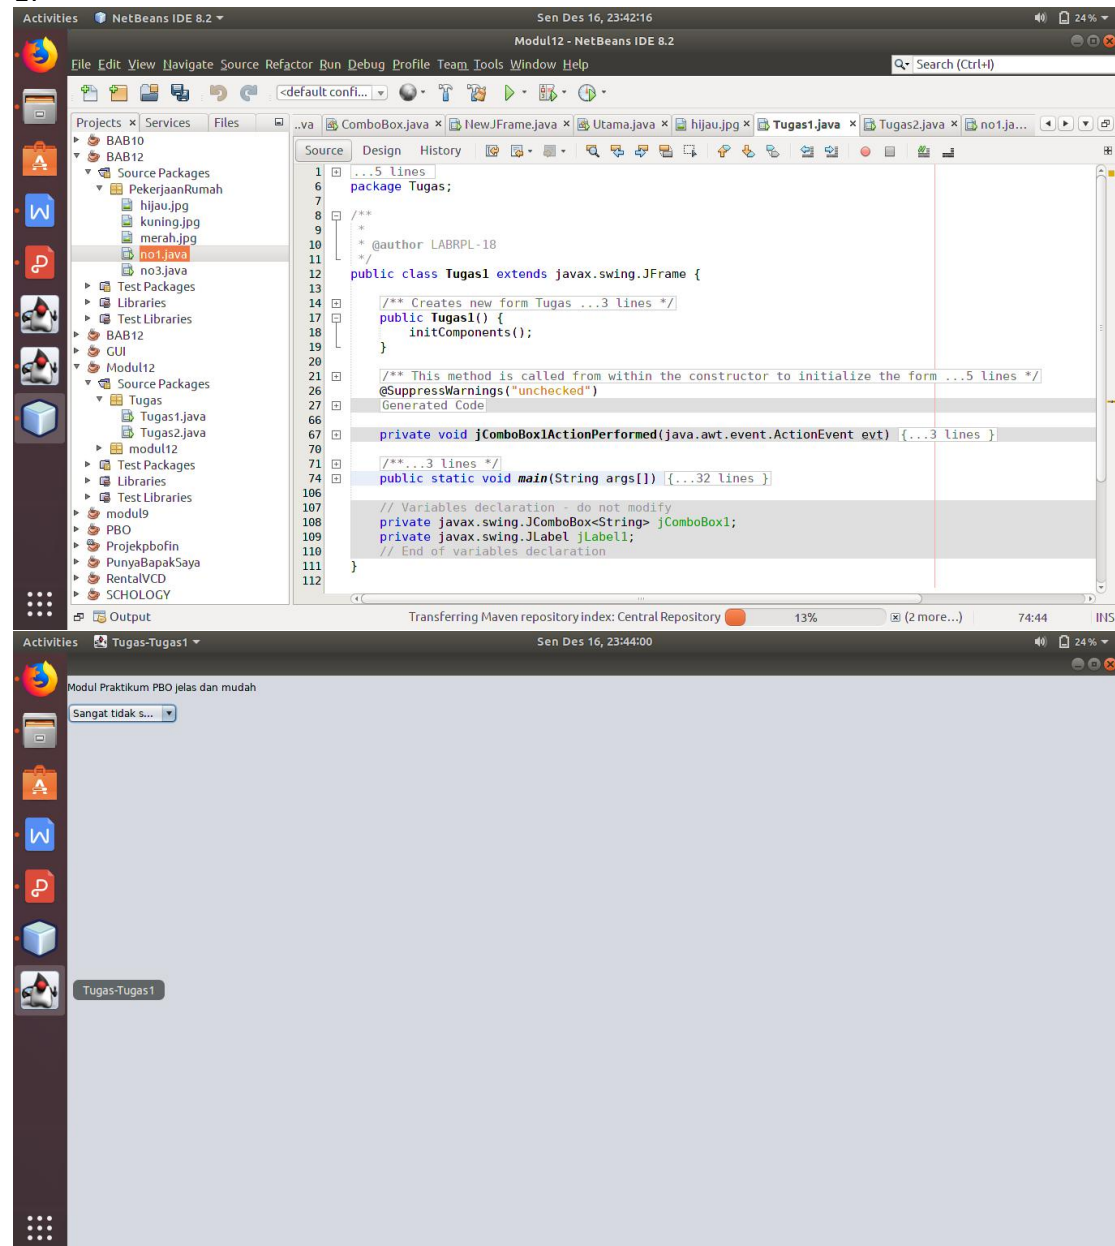 Activities NetBeans IDE 8.2 Sen Des 16, 23:42:16 24 %
Modul12 - NetBeans IDE 8.2
File Edit View Navigate Source Refactor Run Debug Profile Team Tools Window Help Search (Ctrl+I)
<default confi...
Projects Services Files ..va ComboBox.java NewJFrame.java Utama.java hijau.jpg Tugas1.java Tugas2.java no1.ja...
Source Design History
BAB10
BAB12
Source Packages
PekerjaanRumah
hijau.jpg
kuning.jpg
merah.jpg
no1.java
no3.java
Test Packages
Libraries
Test Libraries
BAB12
GUI
Modul12
Source Packages
Tugas
Tugas1.java
Tugas2.java
modul12
Test Packages
Libraries
Test Libraries
modul9
PBO
Projekpbofin
PunyaBapakSaya
RentalVCD
SCHOLOGY
1 ...5 lines
6 package Tugas;
7
8 /**
9 *
10 * @author LABRPL-18
11 */
12 public class Tugas1 extends javax.swing.JFrame {
13
14 /** Creates new form Tugas ...3 lines */
17 public Tugas1() {
18 initComponents();
19 }
20
21 /** This method is called from within the constructor to initialize the form ...5 lines */
26 @SuppressWarnings("unchecked")
27 Generated Code
66
67 private void jComboBox1ActionPerformed(java.awt.event.ActionEvent evt) {...3 lines }
70
71 /**...3 lines */
74 public static void main(String args[]) {...32 lines }
106
107 // Variables declaration - do not modify
108 private javax.swing.JComboBox<String> jComboBox1;
109 private javax.swing.JLabel jLabel1;
110 // End of variables declaration
111 }
112
Output Transferring Maven repository index: Central Repository 13% (2 more...) 74:44 INS
Activities Tugas-Tugas1 Sen Des 16, 23:44:00 24 %
Modul Praktikum PBO jelas dan mudah
Sangat tidak s...
Tugas-Tugas1